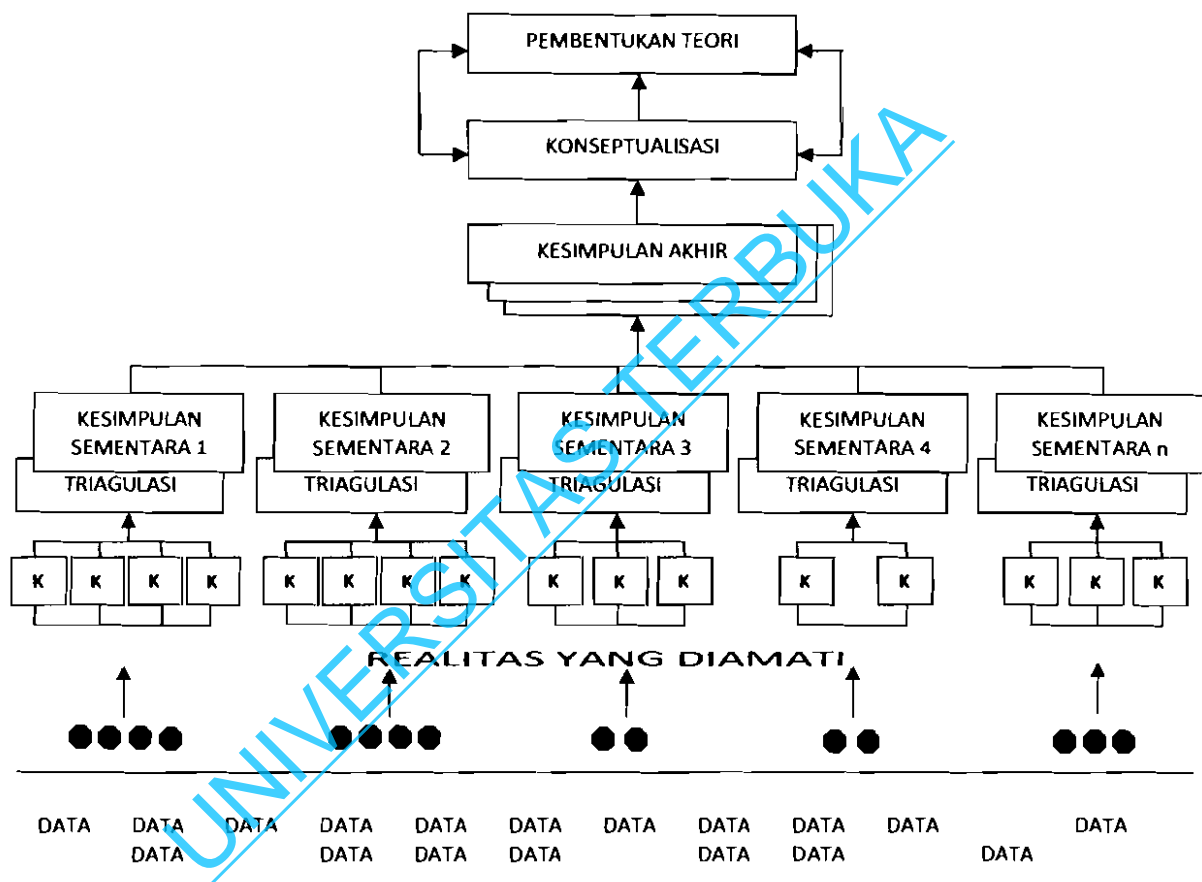 PEMBENTUKAN TEORI
KONSEPTUALISASI
KESIMPULAN AKHIR
KESIMPULAN
SEMENTARA 1
TRIAGULASI
KESIMPULAN
SEMENTARA 2
TRIAGULASI
KESIMPULAN
SEMENTARA 3
TRIAGULASI
KESIMPULAN
SEMENTARA 4
TRIAGULASI
KESIMPULAN
SEMENTARA n
TRIAGULASI
K K K K K K K K K K K K K K K K
REALITAS YANG DIAMATI
DATA DATA DATA DATA DATA DATA DATA DATA DATA DATA DATA
DATA DATA DATA DATA DATA DATA DATA
UNIVERSITAS TERBUKA